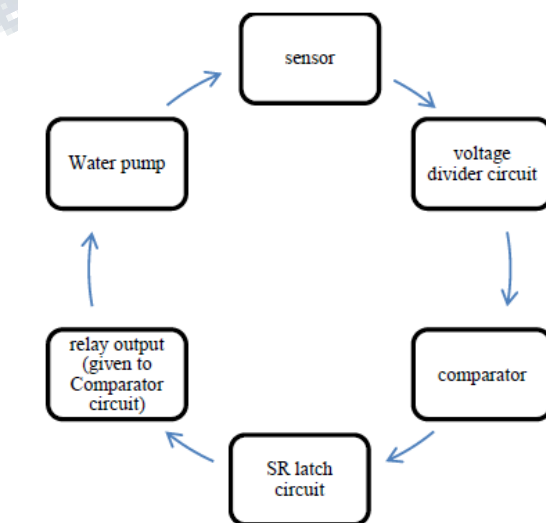 sensor
voltage
divider circuit
comparator
SR latch
circuit
relay output
(given to
Comparator
circuit)
Water pump